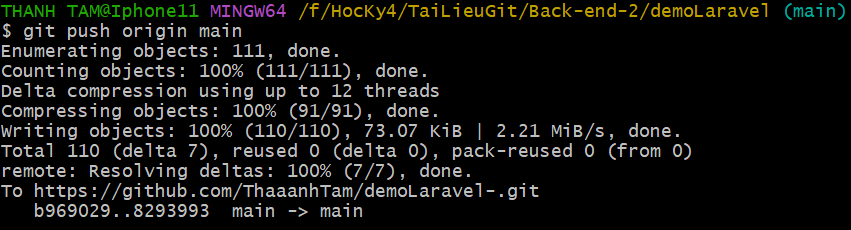 THANH TAM@Iphone11 MINGW64 /f/HocKy4/TaiLieuGit/Back-end-2/demoLaravel (main)
$ git push origin main
Enumerating objects: 111, done.
Counting objects: 100% (111/111), done.
Delta compression using up to 12 threads
Compressing objects: 100% (91/91), done.
Writing objects: 100% (110/110), 73.07 KiB | 2.21 MiB/s, done.
Total 110 (delta 7), reused 0 (delta 0), pack-reused 0 (from 0)
remote: Resolving deltas: 100% (7/7), done.
To https://github.com/ThaaanhTam/demoLaravel-.git
   b969029..8293993  main -> main